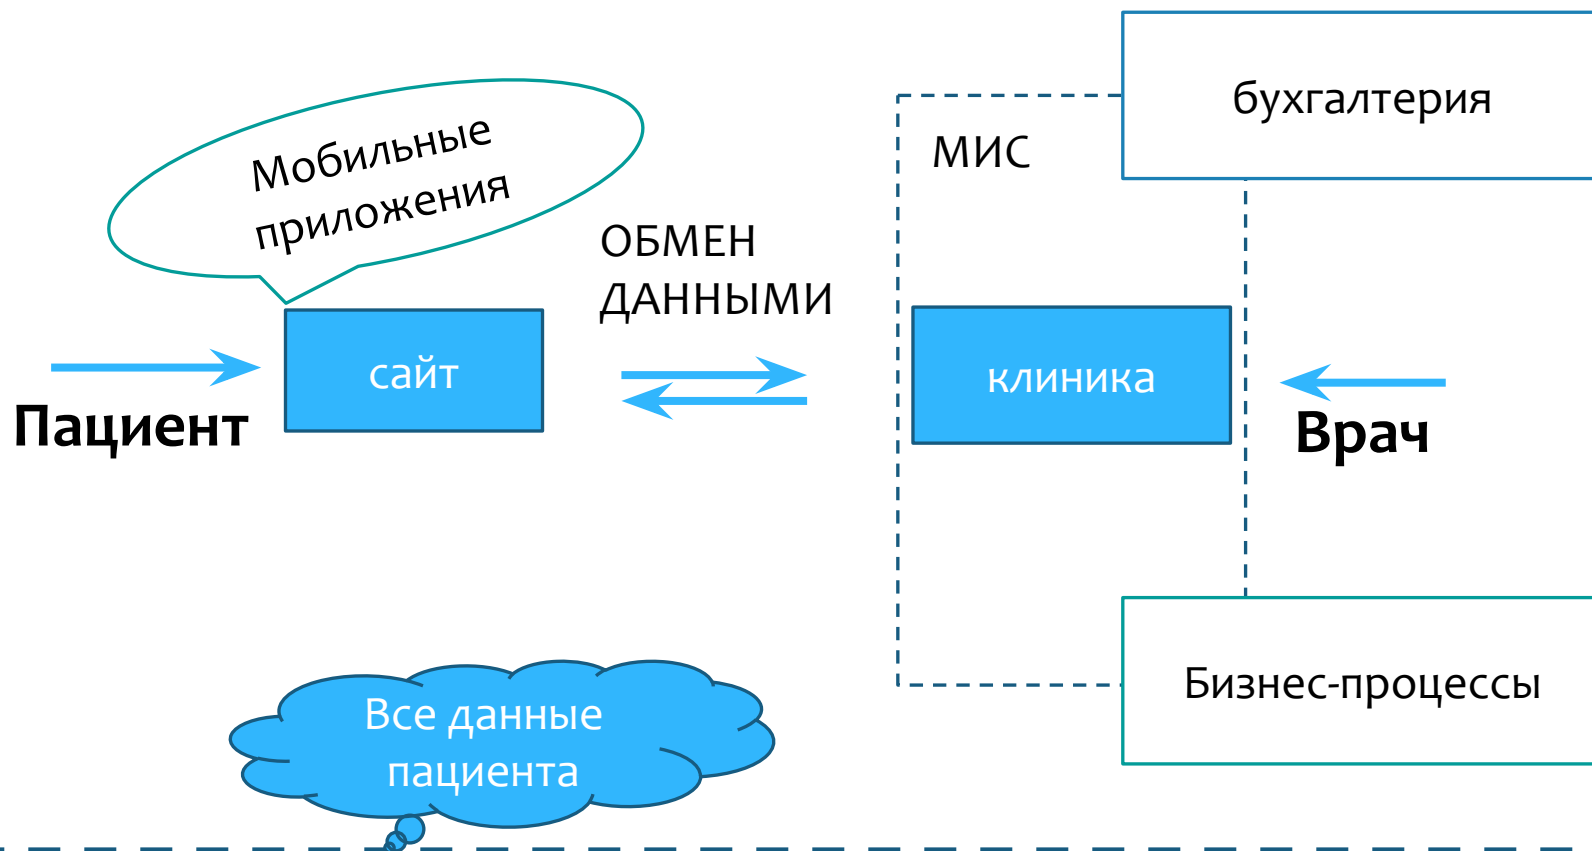 бухгалтерия
МИС
Мобильные
приложения
ОБМЕН
ДАННЫМИ
сайт
клиника
Пациент
Врач
Бизнес-процессы
Все данные
пациента